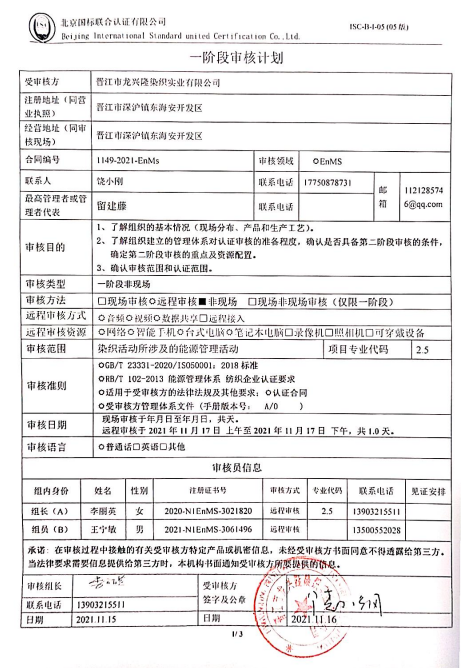 北京国标联合认证有限公司
Beijing International Standard united Certification Co.,Ltd.
ISC-B-I-05(05版)
一阶段审核计划
受审核方 晋江市龙兴隆染织实业有限公司
注册地址（同营业执照） 晋江市深沪镇东海安开发区
经营地址（同审核现场） 晋江市深沪镇东海安开发区
合同编号 1149-2021-EnMs 审核领域 OEnMS
联系人 饶小刚 联系电话 17750878731 邮箱 1121285746@qq.com
最高管理者或管理者代表 留建藤 联系电话
审核目的
1、了解组织的基本情况（现场分布、产品和生产工艺）。
2、了解组织建立的管理体系对认证审核的准备程度，确认是否具备第二阶段审核的条件，
确定第二阶段审核的重点及资源配置。
3、确认审核范围和认证范围。
审核类型 一阶段非现场
审核方法 □现场审核○远程审核■非现场 □现场非现场审核（仅限一阶段）
远程审核方式 ○音频○视频○数据共享□远程接入
远程审核资源 ○网络○智能手机○台式电脑○笔记本电脑□录像机□照相机□可穿戴设备
审核范围 染织活动所涉及的能源管理活动 项目专业代码 2.5
审核准则
○GB/T 23331-2020/ISO50001：2018标准
○RB/T 102-2013 能源管理体系 纺织企业认证要求
○适用于受审核方的法律法规及其他要求；○认证合同
○受审核方管理体系文件（手册版本号： A/0 ）
审核日期
现场审核于年月日至年月日，共天。
远程审核于2021年11月17日 上午至2021年11月17日 下午，共1.0天。
审核语言 ○普通话□英语□其他
审核员信息
组内身份 姓名 性别 注册证书号 审核方式 专业代码 联系电话 见证安排
组长（A） 李丽英 女 2020-N1EnMS-3021820 远程审核 2.5 13903215511
组员（B） 王宁敏 男 2021-N1EnMS-3061496 远程审核 13500552028
承诺：在审核过程中接触的有关受审核方特定产品或机密信息，未经受审核方书面同意不得透露给第三方。
当法律要求需要信息提供给第三方时，本机构书面通知受审核方所要提供的信息。
审核组长 受审核方签字及公章
联系电话 13903215511
日期 2021.11.15 日期 2021.11.16
1/3